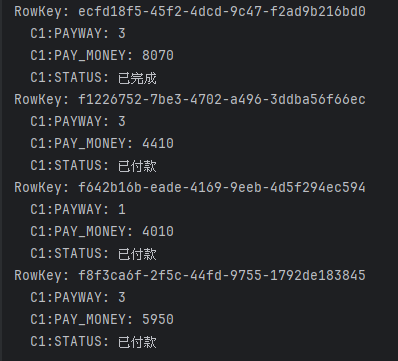 RowKey: ecfd18f5-45f2-4dcd-9c47-f2ad9b216bd0
C1:PAYWAY: 3
C1:PAY_MONEY: 8070
C1:STATUS: 已完成
RowKey: f1226752-7be3-4702-a496-3ddba56f66ec
C1:PAYWAY: 3
C1:PAY_MONEY: 4410
C1:STATUS: 已付款
RowKey: f642b16b-eade-4169-9eeb-4d5f294ec594
C1:PAYWAY: 1
C1:PAY_MONEY: 4010
C1:STATUS: 已付款
RowKey: f8f3ca6f-2f5c-44fd-9755-1792de183845
C1:PAYWAY: 3
C1:PAY_MONEY: 5950
C1:STATUS: 已付款